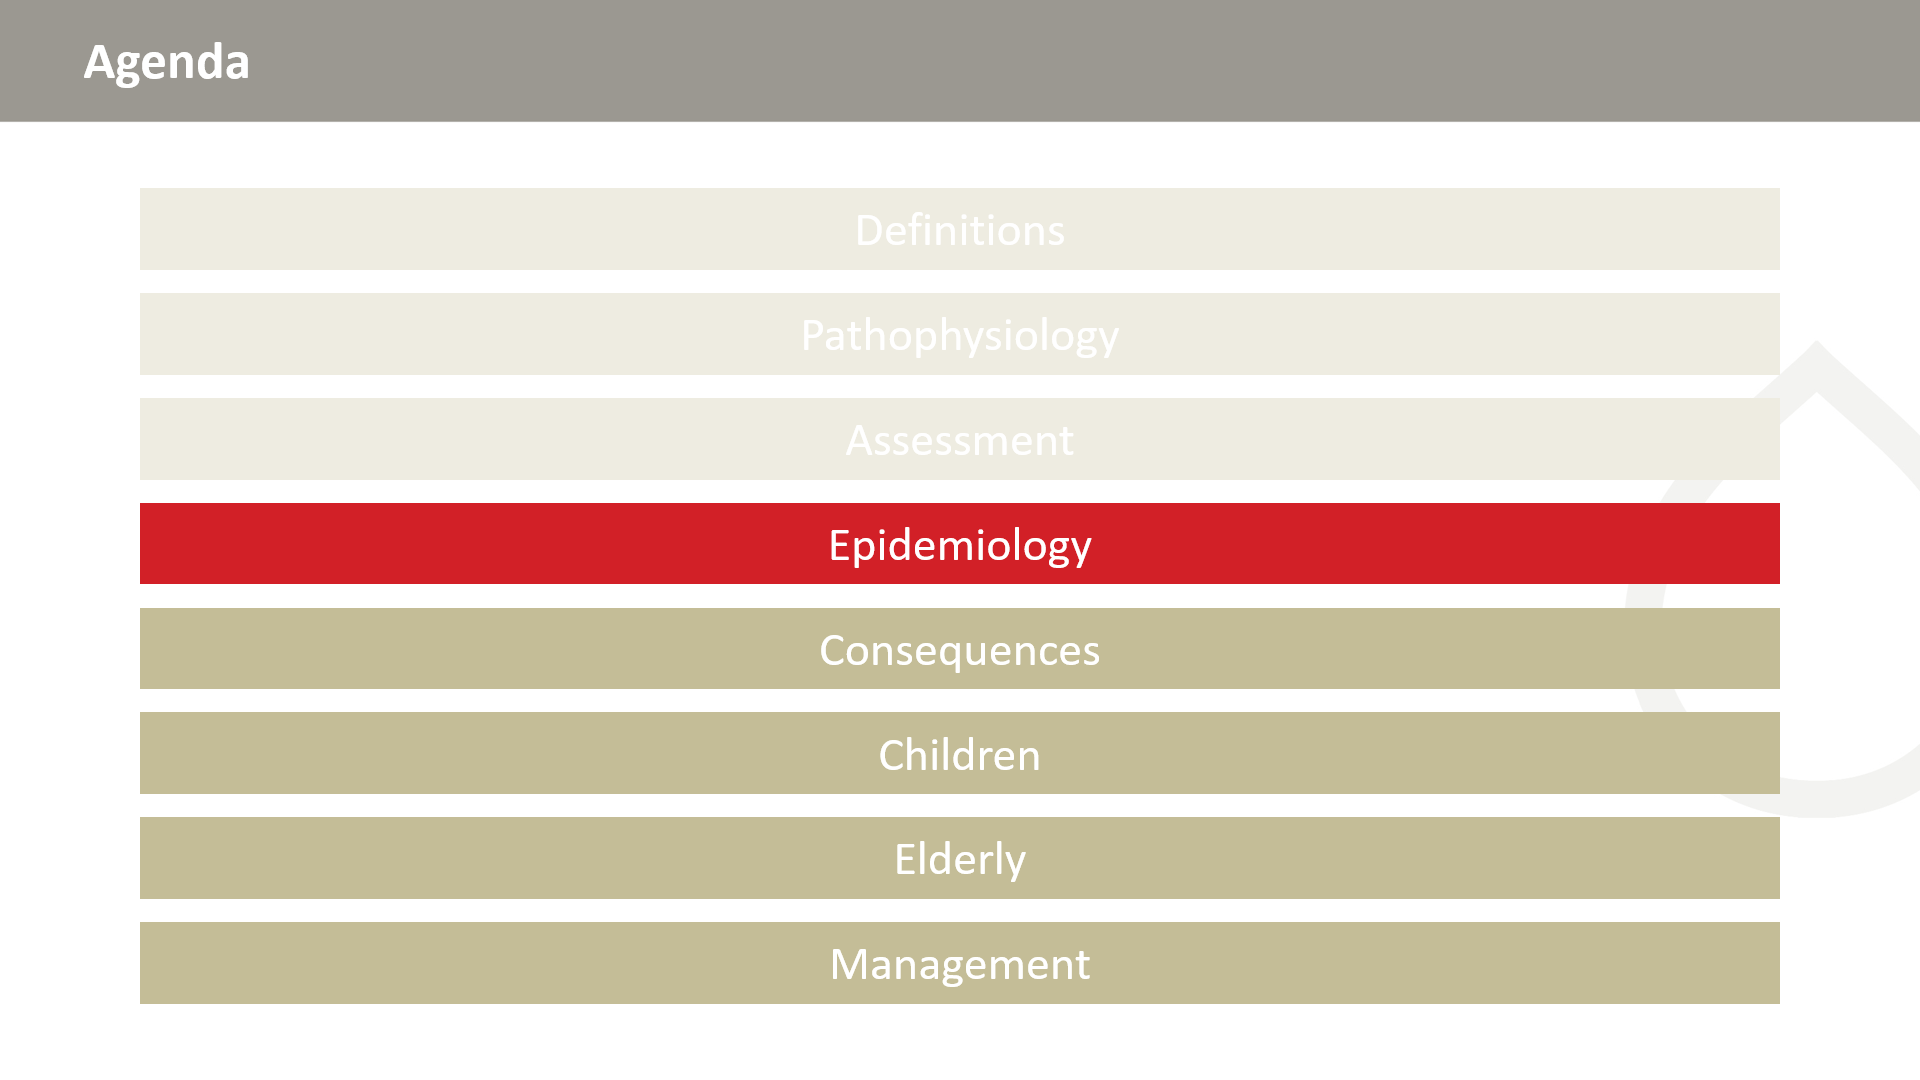 Agenda
Definitions
Pathophysiology
Assessment
Epidemiology
Consequences
Children
Elderly
Management